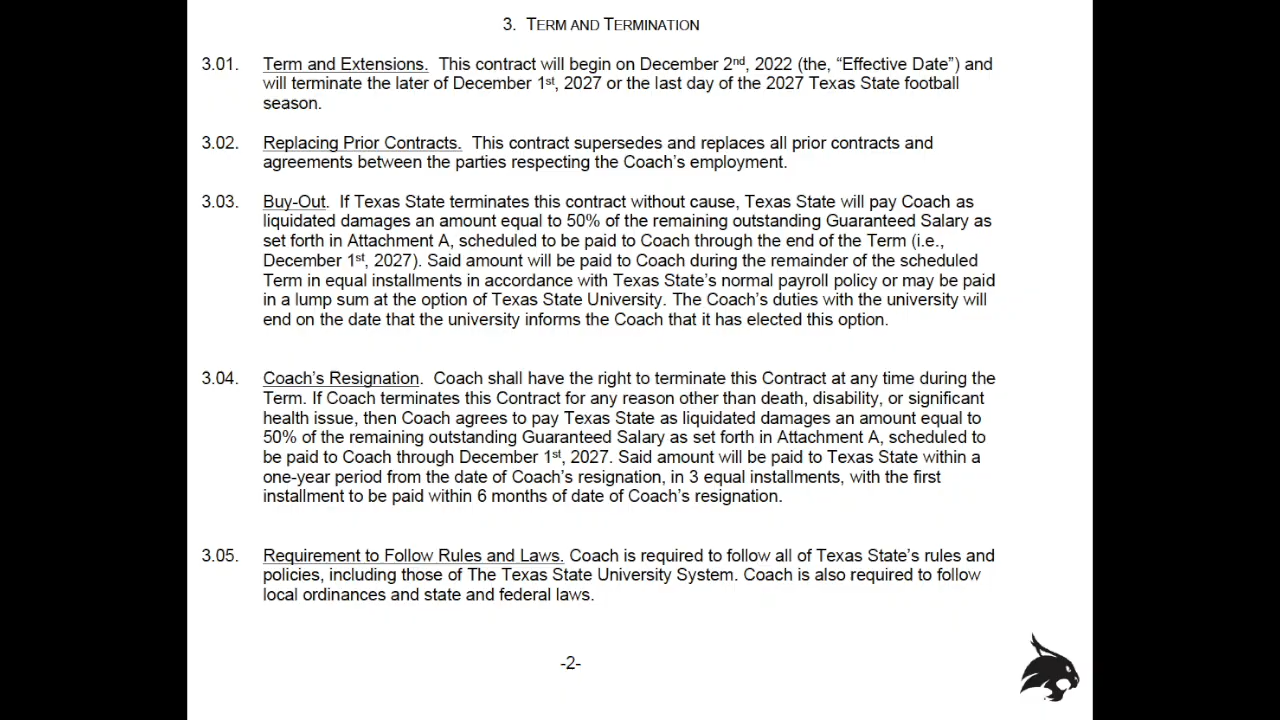 3. TERM AND TERMINATION
3.01. Term and Extensions. This contract will begin on December 2nd, 2022 (the, “Effective Date”) and
will terminate the later of December 1st, 2027 or the last day of the 2027 Texas State football
season.
3.02. Replacing Prior Contracts. This contract supersedes and replaces all prior contracts and
agreements between the parties respecting the Coach’s employment.
3.03. Buy-Out. If Texas State terminates this contract without cause, Texas State will pay Coach as
liquidated damages an amount equal to 50% of the remaining outstanding Guaranteed Salary as
set forth in Attachment A, scheduled to be paid to Coach through the end of the Term (i.e.,
December 1st, 2027). Said amount will be paid to Coach during the remainder of the scheduled
Term in equal installments in accordance with Texas State’s normal payroll policy or may be paid
in a lump sum at the option of Texas State University. The Coach’s duties with the university will
end on the date that the university informs the Coach that it has elected this option.
3.04. Coach’s Resignation. Coach shall have the right to terminate this Contract at any time during the
Term. If Coach terminates this Contract for any reason other than death, disability, or significant
health issue, then Coach agrees to pay Texas State as liquidated damages an amount equal to
50% of the remaining outstanding Guaranteed Salary as set forth in Attachment A, scheduled to
be paid to Coach through December 1st, 2027. Said amount will be paid to Texas State within a
one-year period from the date of Coach’s resignation, in 3 equal installments, with the first
installment to be paid within 6 months of date of Coach’s resignation.
3.05. Requirement to Follow Rules and Laws. Coach is required to follow all of Texas State’s rules and
policies, including those of The Texas State University System. Coach is also required to follow
local ordinances and state and federal laws.
-2-